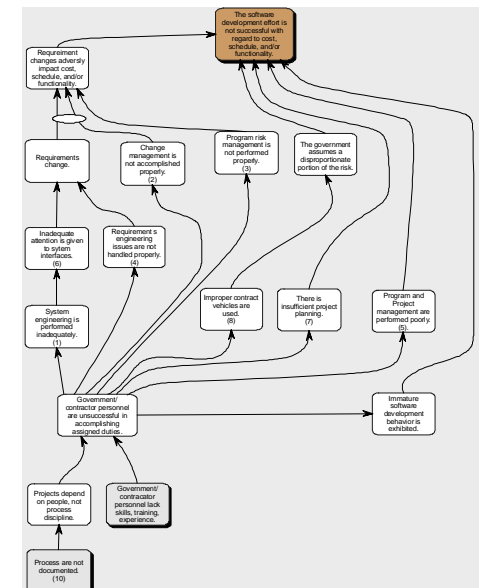 The software
development effort is
not successful with
regard to cost,
schedule, and/or
functionality.
Requreiment
changes adversly
impact cost,
schedule, and/or
functionality.
Requirements
change.
Change
management is
not accomplished
properly.
(2)
Program risk
management is
not performed
properly.
(3)
The government
assumes a
disproportionate
portion of the risk.
Inadequate
attention is given
to sytem
interfaces.
(6)
Requirement s
engineering
issues are not
handled properly.
(4)
System
engineering is
performed
inadequately.
(1)
Improper contract
vehicles are
used.
(8)
There is
insufficient project
planning.
(7)
Program and
Project
management are
performed poorly.
(5).
Government/
contractor personnel
are unsuccessful in
accomplishing
assigned duties.
Immature
software
development
behavior is
exhibited.
Projects depend
on people, not
process
discipline.
Government/
contracator
personnel lack
skills, training,
experience.
Process are not
documented.
(10)